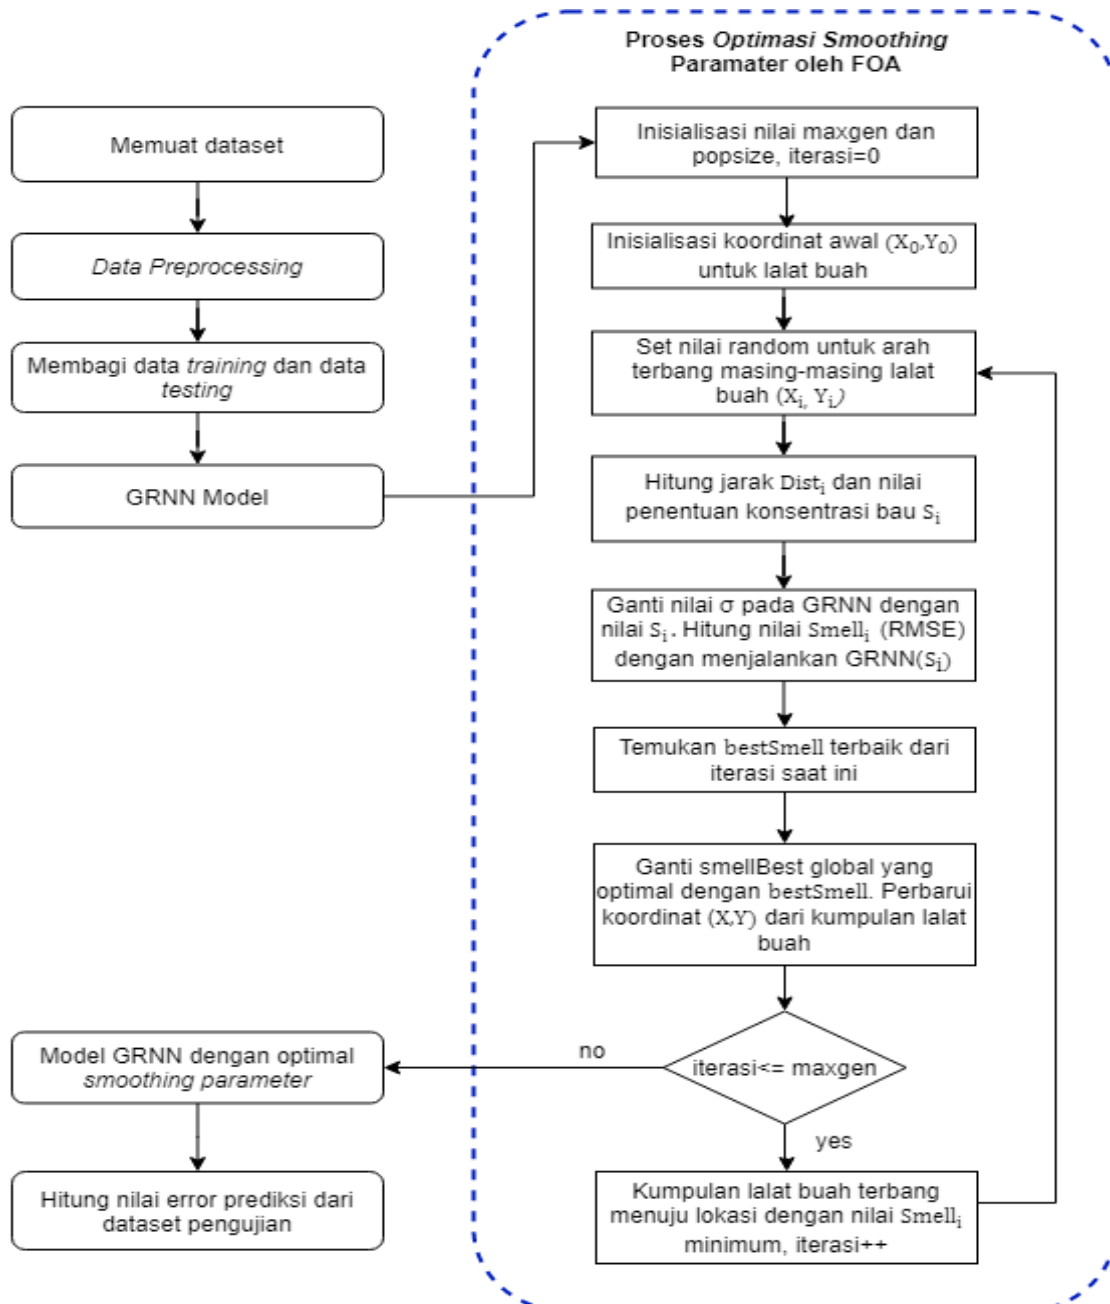 Proses Optimasi Smoothing
Paramater oleh FOA
Memuat dataset
Data Preprocessing
Membagi data training dan data
testing
GRNN Model
Inisialisasi nilai maxgen dan
popsize, iterasi=0
Inisialisasi koordinat awal (X₀,Y₀)
untuk lalat buah
Set nilai random untuk arah
terbang masing-masing lalat
buah (Xᵢ, Yᵢ)
Hitung jarak Distᵢ dan nilai
penentuan konsentrasi bau Sᵢ
Ganti nilai σ pada GRNN dengan
nilai Sᵢ. Hitung nilai Smellᵢ (RMSE)
dengan menjalankan GRNN(Sᵢ)
Temukan bestSmell terbaik dari
iterasi saat ini
Ganti smellBest global yang
optimal dengan bestSmell. Perbarui
koordinat (X,Y) dari kumpulan lalat
buah
iterasi<= maxgen
no
yes
Kumpulan lalat buah terbang
menuju lokasi dengan nilai Smellᵢ
minimum, iterasi++
Model GRNN dengan optimal
smoothing parameter
Hitung nilai error prediksi dari
dataset pengujian